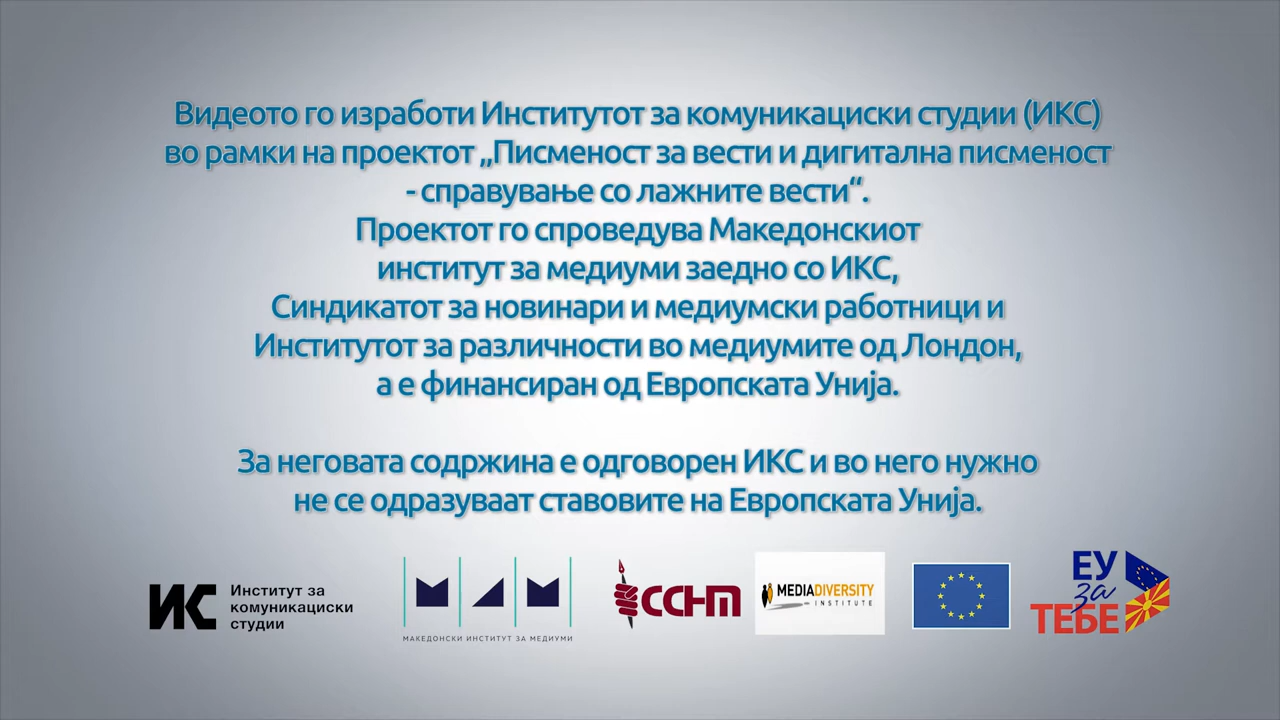 Видеото го изработи Институтот за комуникациски студии (ИКС)
во рамки на проектот „Писменост за вести и дигитална писменост
- справување со лажните вести“.
Проектот го спроведува Македонскиот
институт за медиуми заедно со ИКС,
Синдикатот за новинари и медиумски работници и
Институтот за различности во медиумите од Лондон,
а е финансиран од Европската Унија.
За неговата содржина е одговорен ИКС и во него нужно
не се одразуваат ставовите на Европската Унија.
ИКС
Институт за
комуникациски
студии
МИМ
МАКЕДОНСКИ ИНСТИТУТ ЗА МЕДИУМИ
ССНМ
MEDIADIVERSITY
INSTITUTE
ЕУ
за
ТЕБЕ